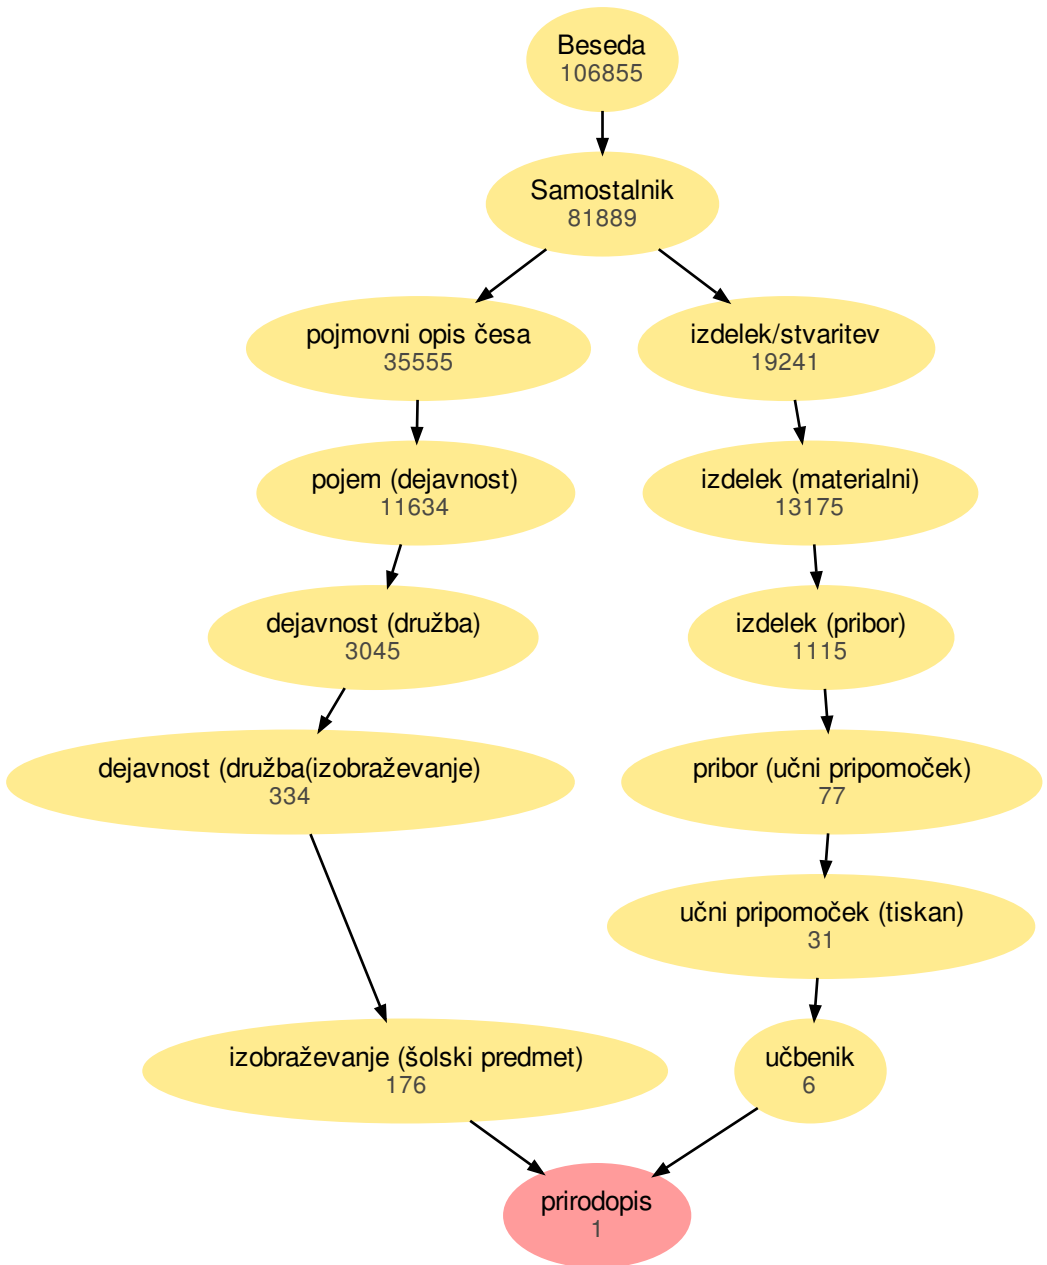 Beseda
106855
Samostalnik
81889
pojmovni opis česa
35555
izdelek/stvaritev
19241
pojem (dejavnost)
11634
izdelek (materialni)
13175
dejavnost (družba)
3045
izdelek (pribor)
1115
dejavnost (družba(izobraževanje)
334
pribor (učni pripomoček)
77
učni pripomoček (tiskan)
31
izobraževanje (šolski predmet)
176
učbenik
6
prirodopis
1